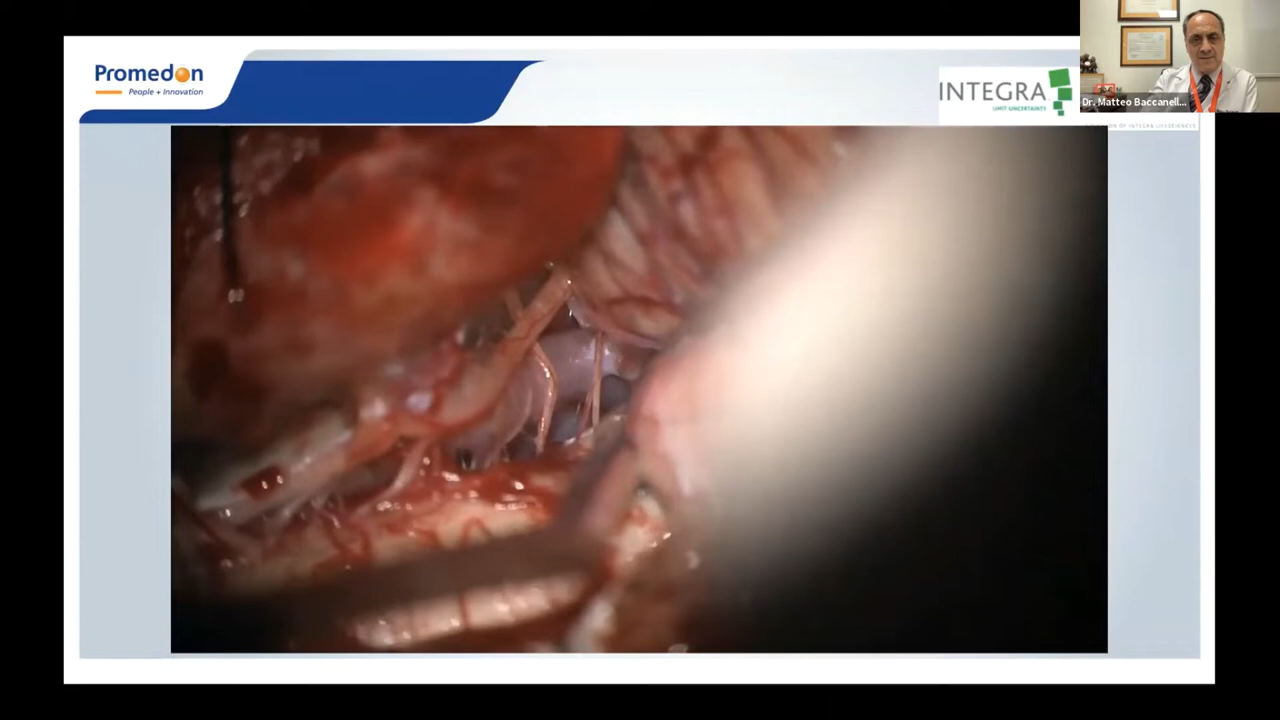 Promedon
People + Innovation
INTEGRA
LIMIT UNCERTAINTY
Dr. Matteo Baccanell...